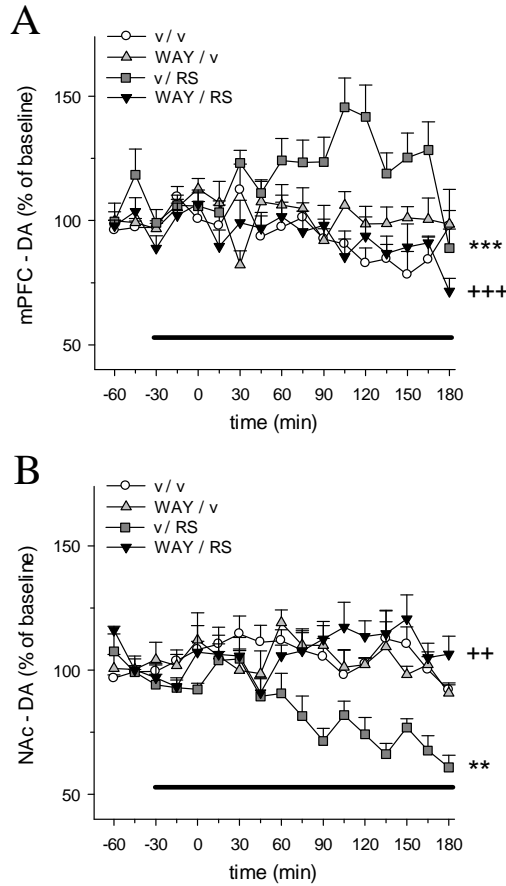 A
v / v
WAY / v
v / RS
WAY / RS
mPFC - DA (% of baseline)
150
100
50
***
+++
-60 -30 0 30 60 90 120 150 180
time (min)
B
v / v
WAY / v
v / RS
WAY / RS
NAc - DA (% of baseline)
150
100
50
++
**
-60 -30 0 30 60 90 120 150 180
time (min)